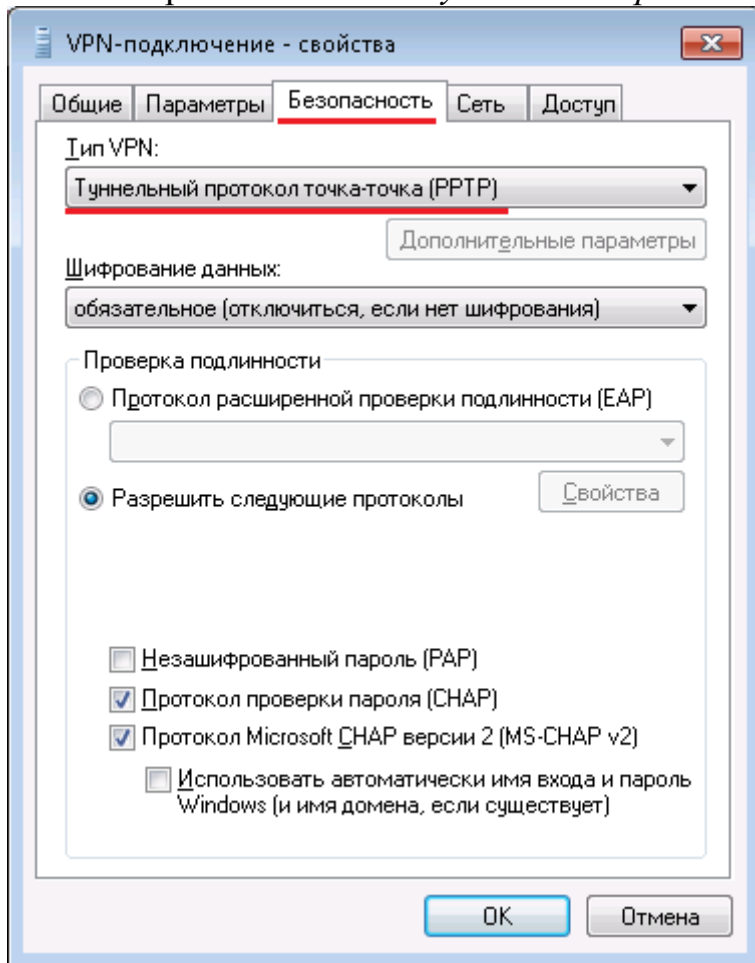 VPN-подключение - свойства
Общие Параметры Безопасность Сеть Доступ
Тип VPN:
Туннельный протокол точка-точка (PPTP)
Дополнительные параметры
Шифрование данных:
обязательное (отключиться, если нет шифрования)
Проверка подлинности
Протокол расширенной проверки подлинности (EAP)
Свойства
Разрешить следующие протоколы
Незашифрованный пароль (PAP)
Протокол проверки пароля (CHAP)
Протокол Microsoft CHAP версии 2 (MS-CHAP v2)
Использовать автоматически имя входа и пароль
Windows (и имя домена, если существует)
OK Отмена